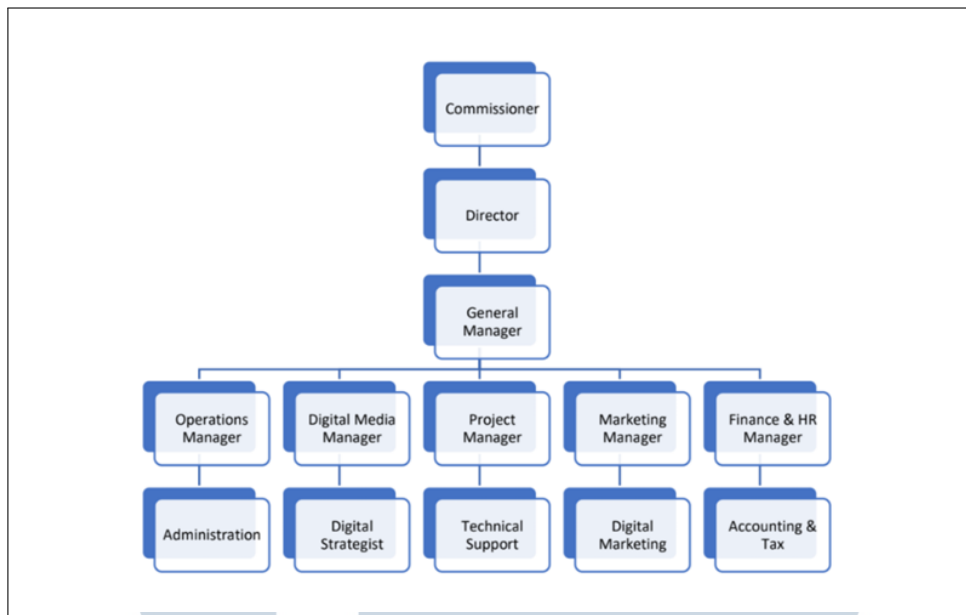 Commissioner
Director
General
Manager
Operations
Manager
Digital Media
Manager
Project
Manager
Marketing
Manager
Finance & HR
Manager
Administration
Digital
Strategist
Technical
Support
Digital
Marketing
Accounting &
Tax